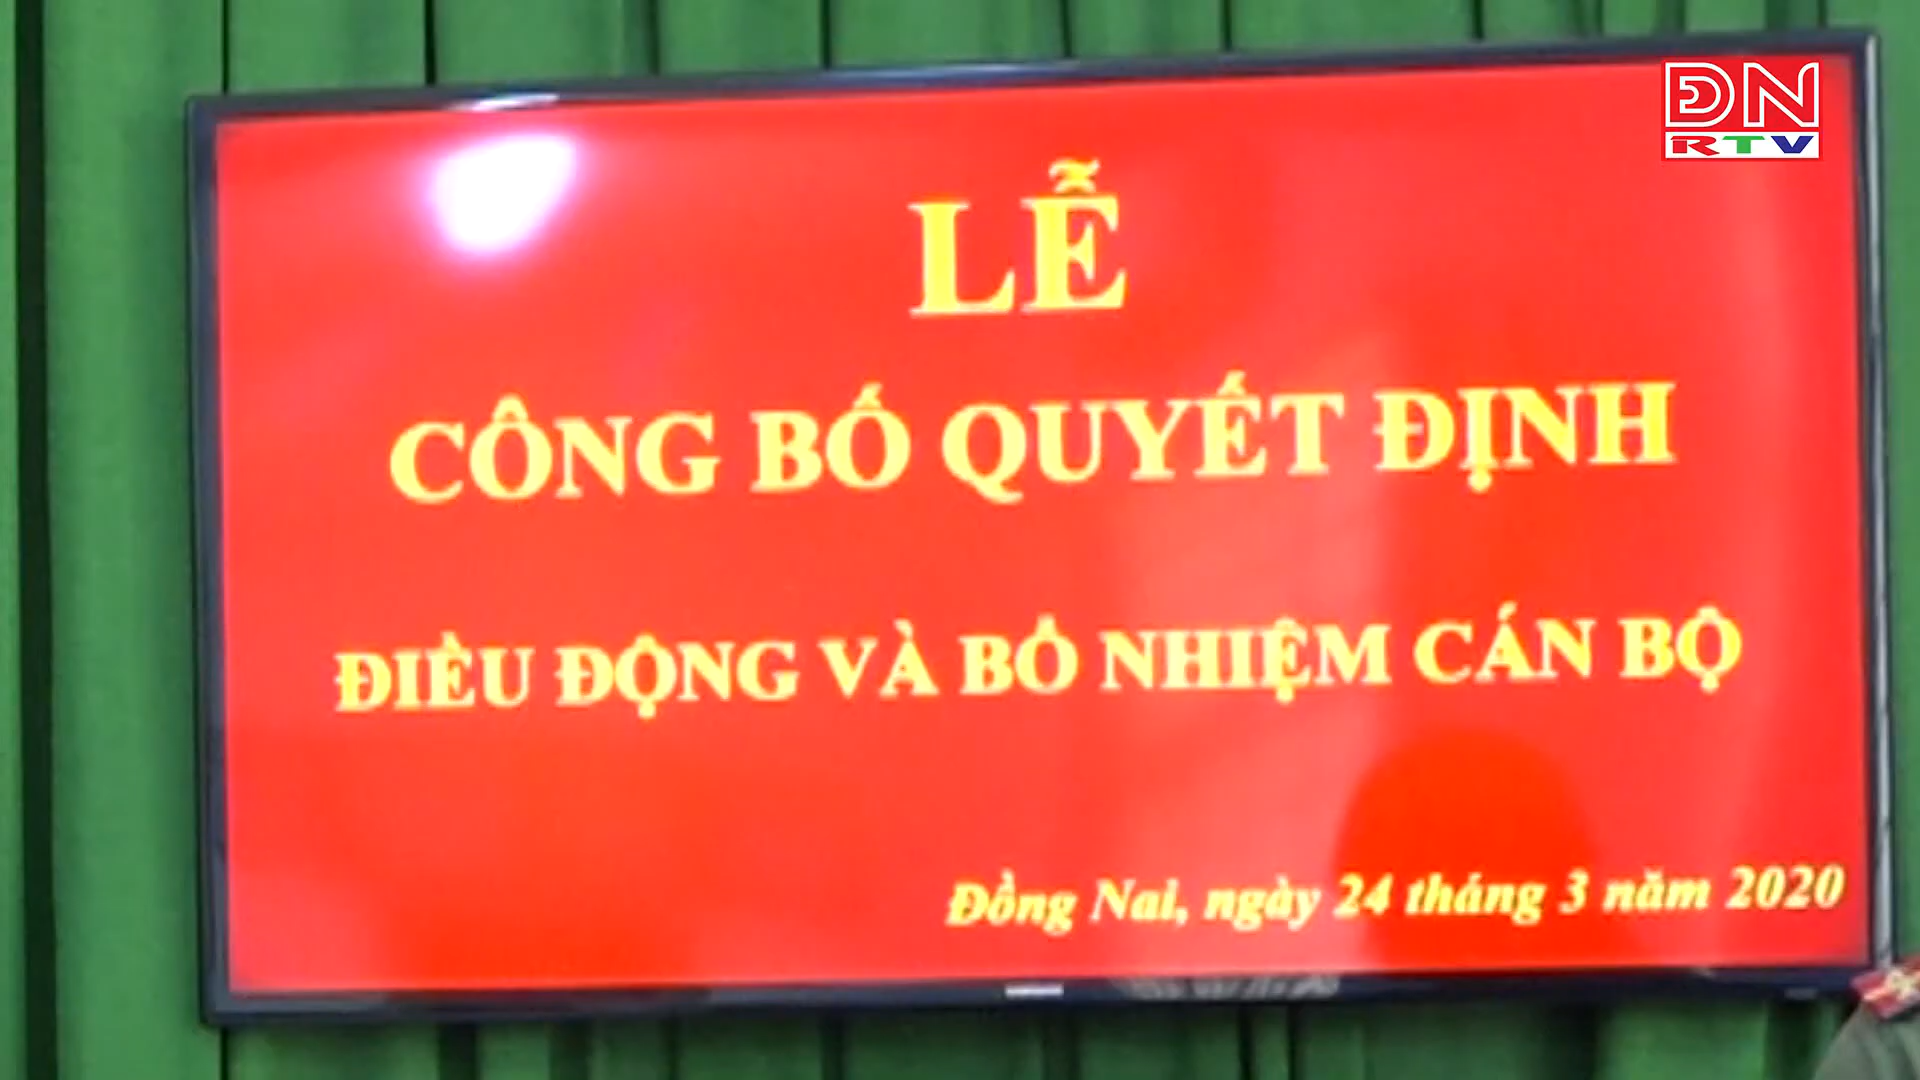 ĐN
RTV
LỄ
CÔNG BỐ QUYẾT ĐỊNH
ĐIỀU ĐỘNG VÀ BỔ NHIỆM CÁN BỘ
Đồng Nai, ngày 24 tháng 3 năm 2020